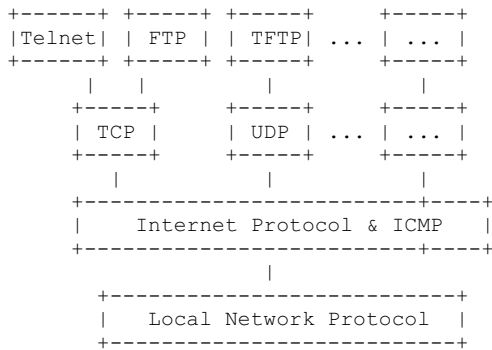 Telnet FTP TFTP ... ...
TCP UDP ... ...
Internet Protocol & ICMP
Local Network Protocol